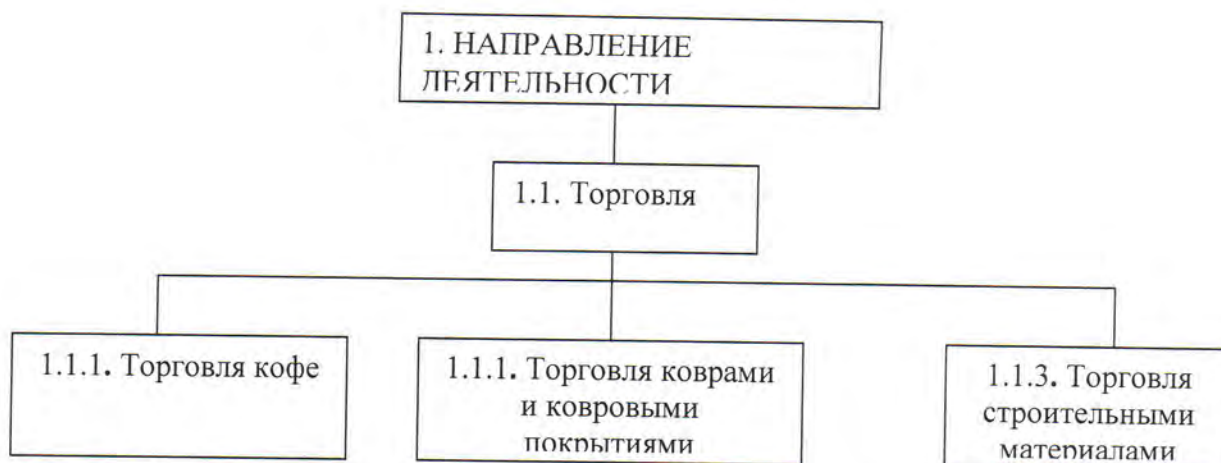 1. НАПРАВЛЕНИЕ
ДЕЯТЕЛЬНОСТИ
1.1. Торговля
1.1.1. Торговля кофе
1.1.1. Торговля коврами
и ковровыми
покрытиями
1.1.3. Торговля
строительными
материалами